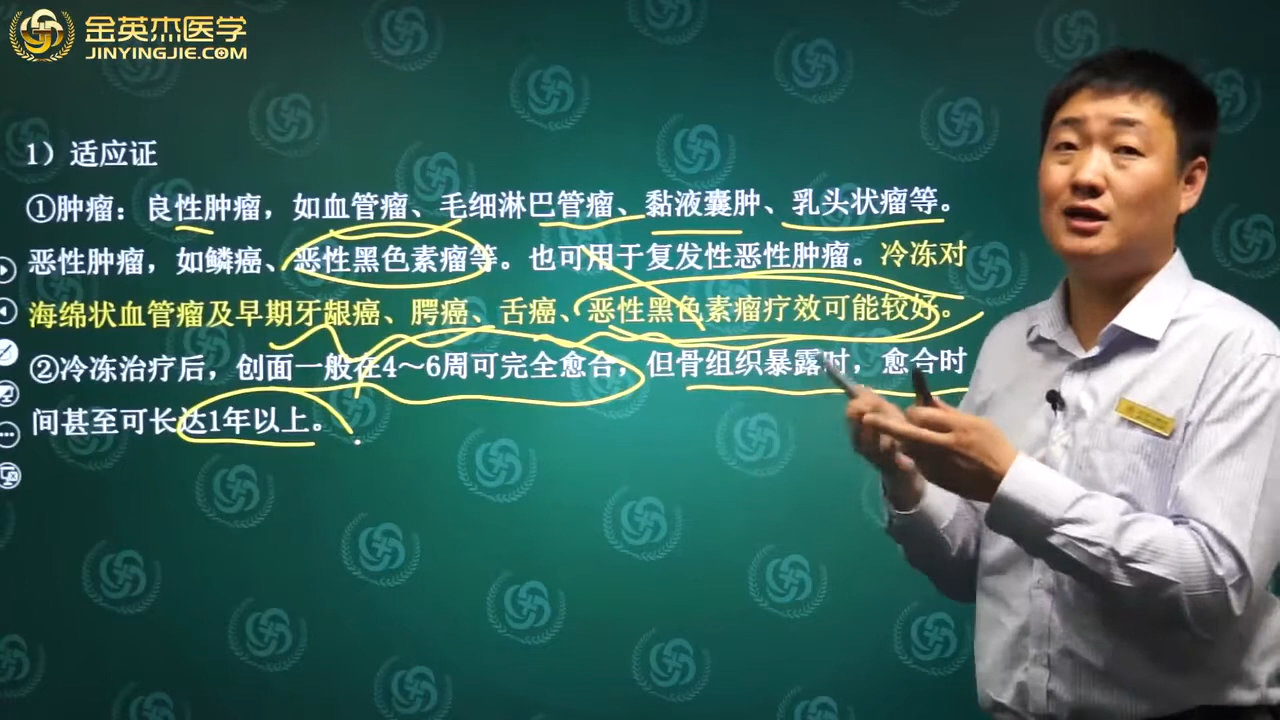 金英杰医学
JINYINGJIE.COM
1）适应证
①肿瘤：良性肿瘤，如血管瘤、毛细淋巴管瘤、黏液囊肿、乳头状瘤等。
恶性肿瘤，如鳞癌、恶性黑色素瘤等。也可用于复发性恶性肿瘤。冷冻对
海绵状血管瘤及早期牙龈癌、腭癌、舌癌、恶性黑色素瘤疗效可能较好。
②冷冻治疗后，创面一般在4～6周可完全愈合，但骨组织暴露时，愈合时
间甚至可长达1年以上。